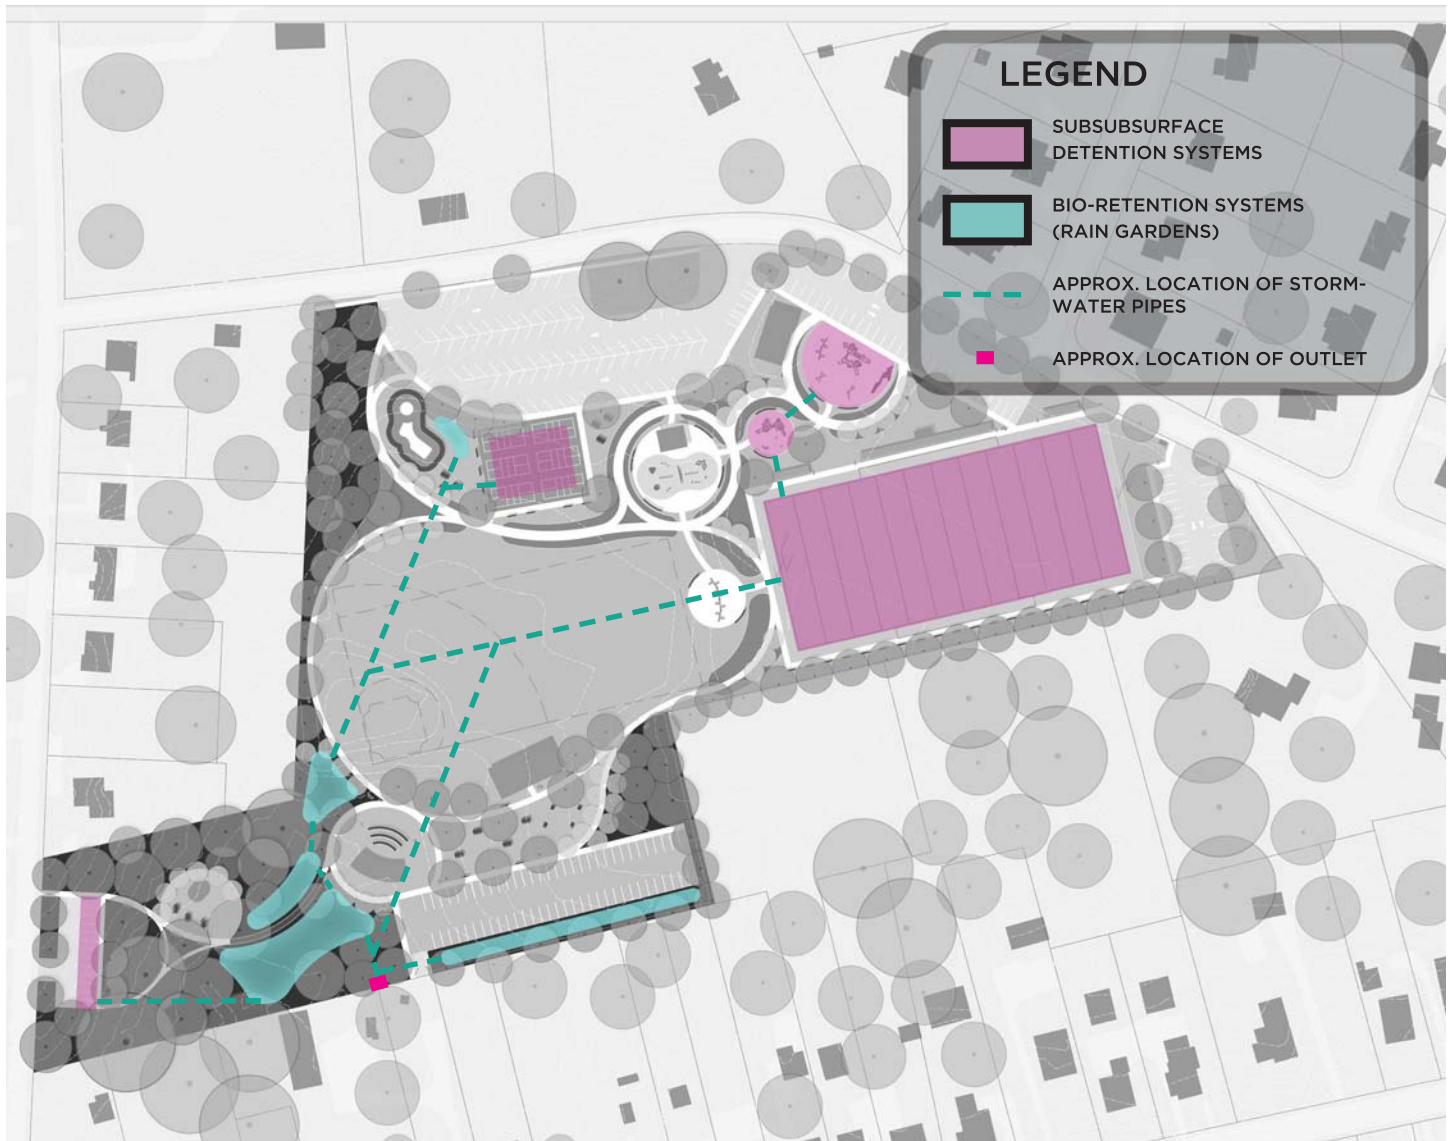 LEGEND
SUBSUBSURFACE
DETENTION SYSTEMS
BIO-RETENTION SYSTEMS
(RAIN GARDENS)
APPROX. LOCATION OF STORM-
WATER PIPES
APPROX. LOCATION OF OUTLET